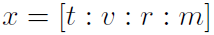 x = [t : v : r : m]